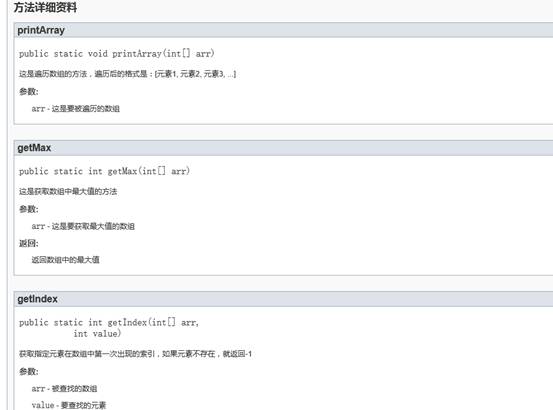 方法详细资料
printArray
public static void printArray(int[] arr)
这是遍历数组的方法，遍历后的格式是：[元素1, 元素2, 元素3, ...]
参数:
arr - 这是要被遍历的数组
getMax
public static int getMax(int[] arr)
这是获取数组中最大值的方法
参数:
arr - 这是要获取最大值的数组
返回:
返回数组中的最大值
getIndex
public static int getIndex(int[] arr,
int value)
获取指定元素在数组中第一次出现的索引，如果元素不存在，就返回-1
参数:
arr - 被查找的数组
value - 要查找的元素